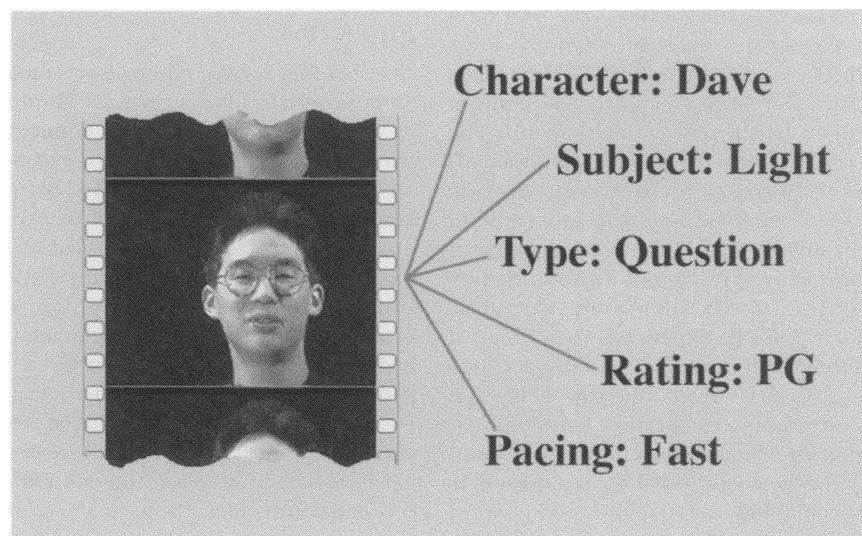 Character: Dave
Subject: Light
Type: Question
Rating: PG
Pacing: Fast